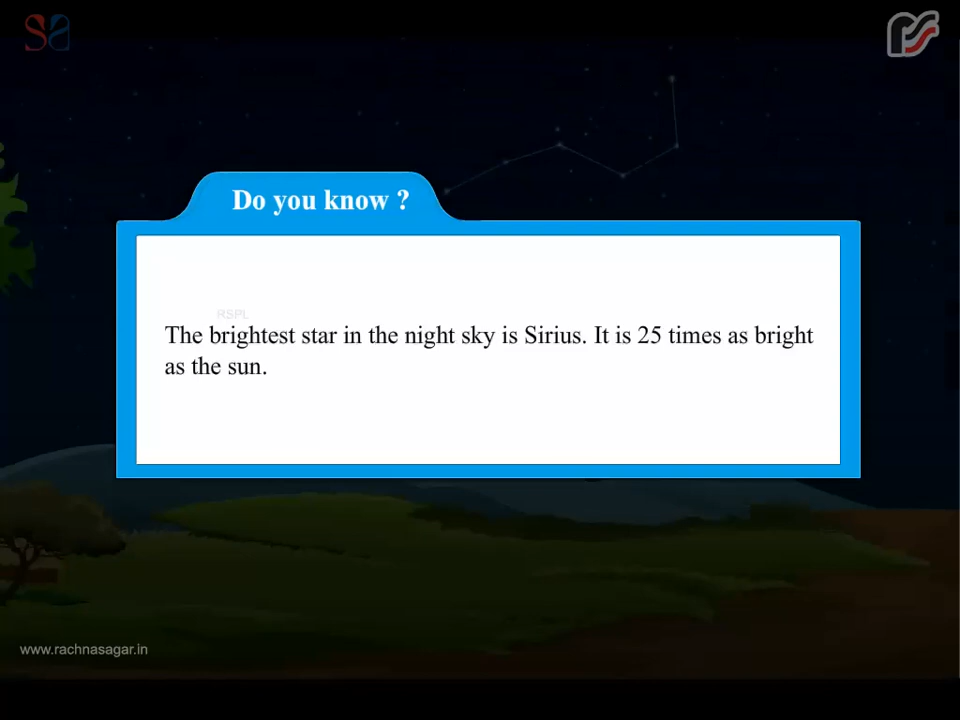 Do you know ?
RSPL
The brightest star in the night sky is Sirius. It is 25 times as bright
as the sun.
www.rachnasagar.in